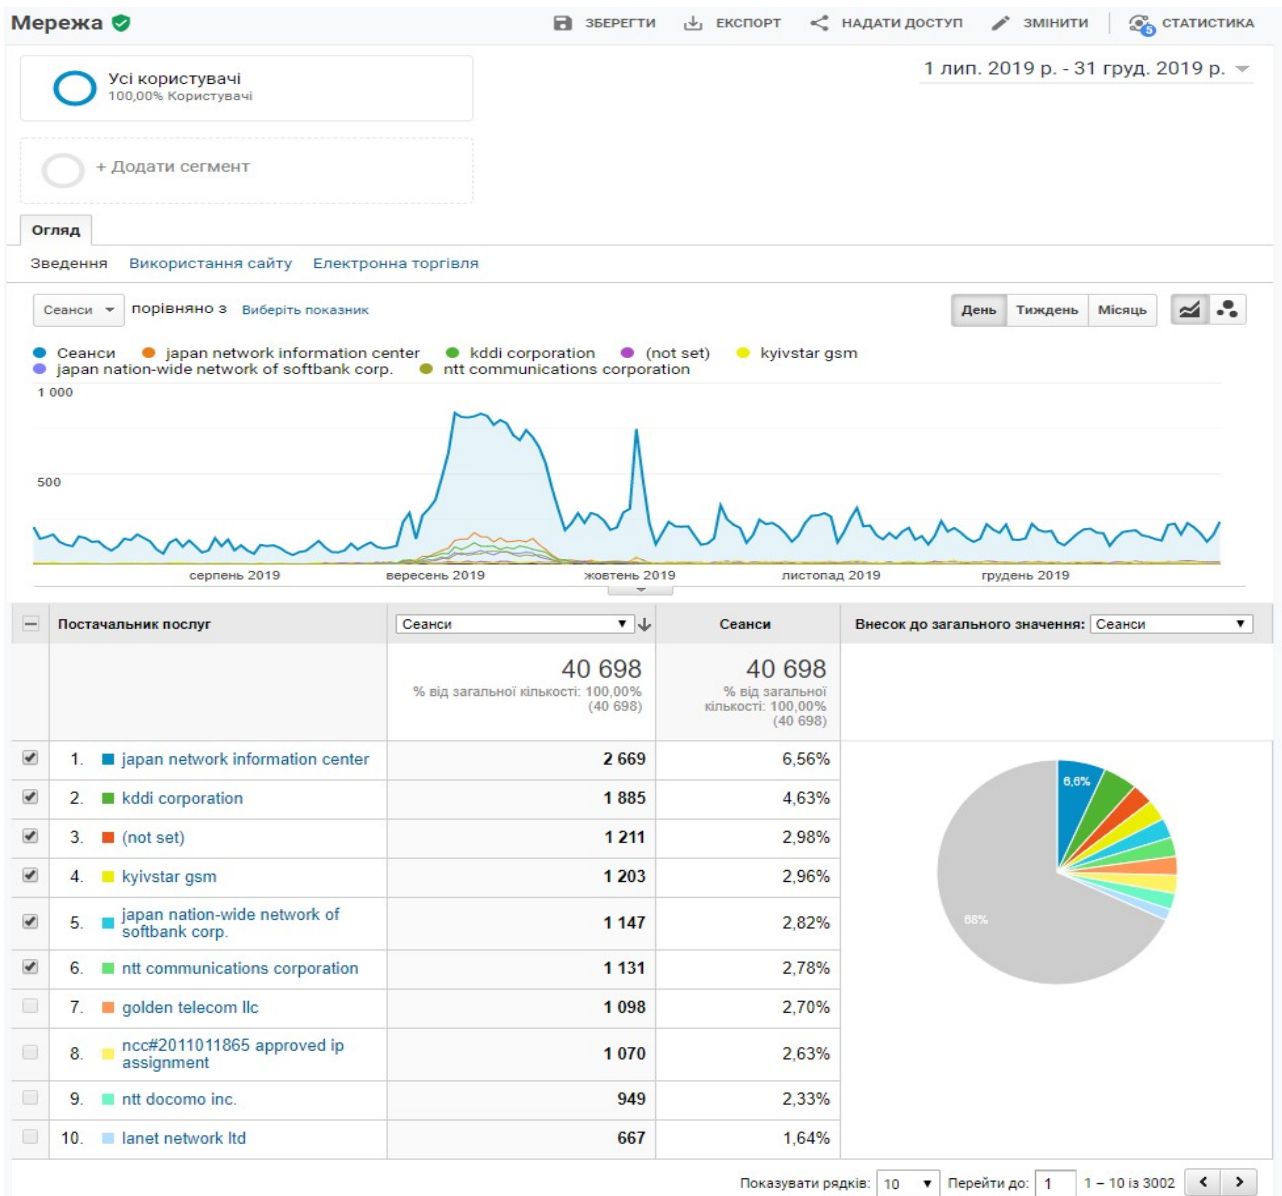 Мережа
ЗБЕРЕГТИ ЕКСПОРТ НАДАТИ ДОСТУП ЗМІНИТИ 5 СТАТИСТИКА
Усі користувачі
100,00% Користувачі
1 лип. 2019 р. - 31 груд. 2019 р.
+ Додати сегмент
Огляд
Зведення Використання сайту Електронна торгівля
Сеанси порівняно з Виберіть показник День Тиждень Місяць
Сеанси japan network information center kddi corporation (not set) kyivstar gsm
japan nation-wide network of softbank corp. ntt communications corporation
1 000
500
серпень 2019 вересень 2019 жовтень 2019 листопад 2019 грудень 2019
Постачальник послуг Сеанси Сеанси Внесок до загального значення: Сеанси
40 698 40 698
% від загальної кількості: 100,00% % від загальної
(40 698) кількості: 100,00%
(40 698)
1. japan network information center 2 669 6,56%
2. kddi corporation 1 885 4,63%
3. (not set) 1 211 2,98%
4. kyivstar gsm 1 203 2,96%
5. japan nation-wide network of 1 147 2,82%
softbank corp.
6. ntt communications corporation 1 131 2,78%
7. golden telecom llc 1 098 2,70%
8. ncc#2011011865 approved ip 1 070 2,63%
assignment
9. ntt docomo inc. 949 2,33%
10. lanet network ltd 667 1,64%
6,6%
68%
Показувати рядків: 10 Перейти до: 1 1 – 10 із 3002